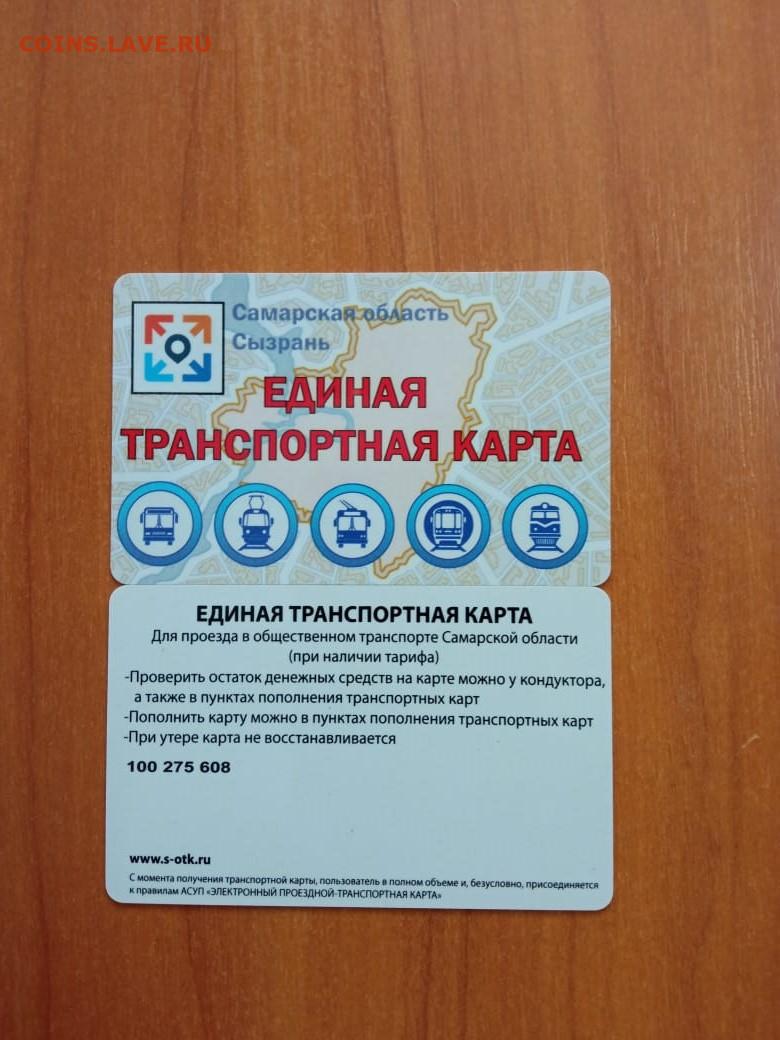 COINS.LAVE.RU
Самарская область
Сызрань
ЕДИНАЯ
ТРАНСПОРТНАЯ КАРТА
ЕДИНАЯ ТРАНСПОРТНАЯ КАРТА
Для проезда в общественном транспорте Самарской области
(при наличии тарифа)
-Проверить остаток денежных средств на карте можно у кондуктора,
а также в пунктах пополнения транспортных карт
-Пополнить карту можно в пунктах пополнения транспортных карт
-При утере карта не восстанавливается
100 275 608
www.s-otk.ru
С момента получения транспортной карты, пользователь в полном объеме и, безусловно, присоединяется
к правилам АСУП «ЭЛЕКТРОННЫЙ ПРОЕЗДНОЙ-ТРАНСПОРТНАЯ КАРТА»